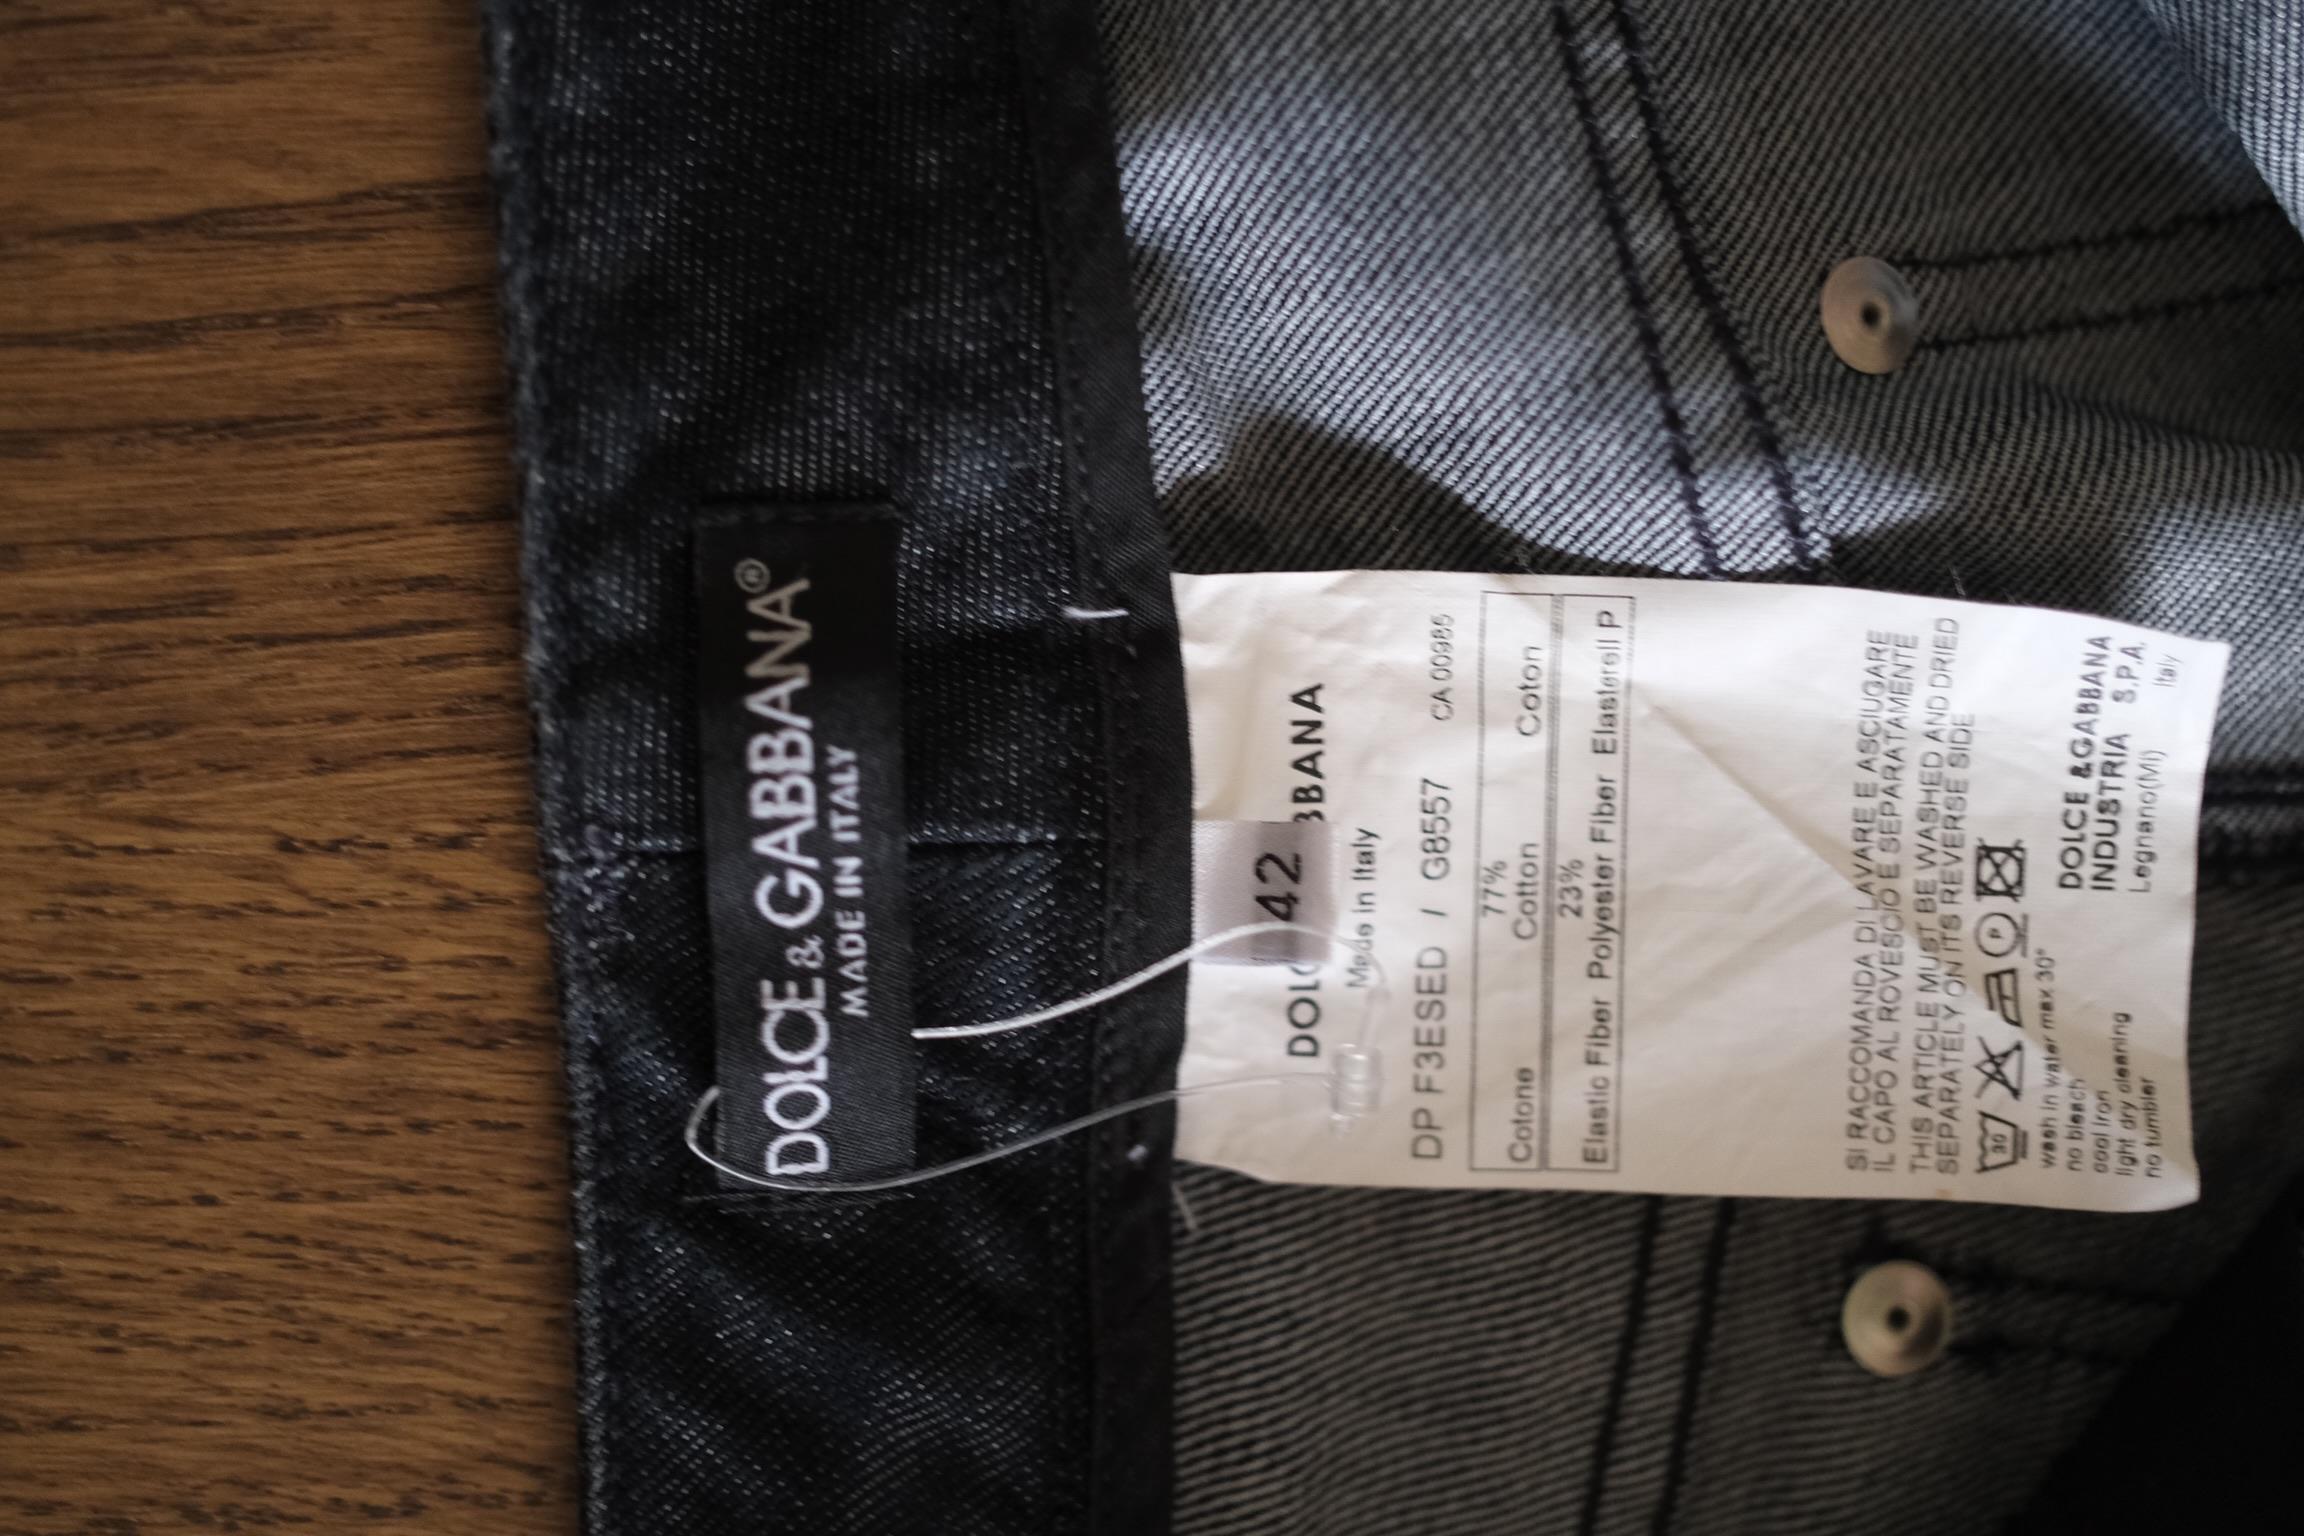 DOLCE & GABBANA®
MADE IN ITALY
42
DOLC BBANA
Made in Italy
DP F3ESED / G8557 CA 00985
77%
Cotone Cotton Coton
23%
Elastic Fiber Polyester Fiber Elasterell P
SI RACCOMANDA DI LAVARE E ASCIUGARE
IL CAPO AL ROVESCIO E SEPARATAMENTE
THIS ARTICLE MUST BE WASHED AND DRIED
SEPARATELY ON ITS REVERSE SIDE
30 P
wash in water max 30°
no bleach
cool iron
light dry cleaning
no tumbler
DOLCE & GABBANA
INDUSTRIA S.P.A.
Legnano(MI) Italy